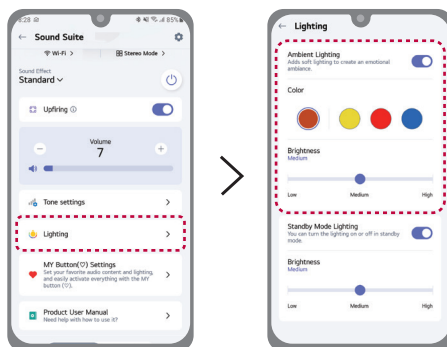 8:28
85%
← Sound Suite
Wi-Fi > Stereo Mode >
Sound Effect
Standard
Upfiring
Volume
7
Tone settings >
Lighting >
MY Button(♡) Settings
Set your favorite audio content and lighting,
and easily activate everything with the MY
button (♡).
Product User Manual
Need help with how to use it?
← Lighting
Ambient Lighting
Adds soft lighting to create an emotional
ambiance.
Color
Brightness
Medium
Low Medium High
Standby Mode Lighting
You can turn the lighting on or off in standby
mode.
Brightness
Medium
Low Medium High